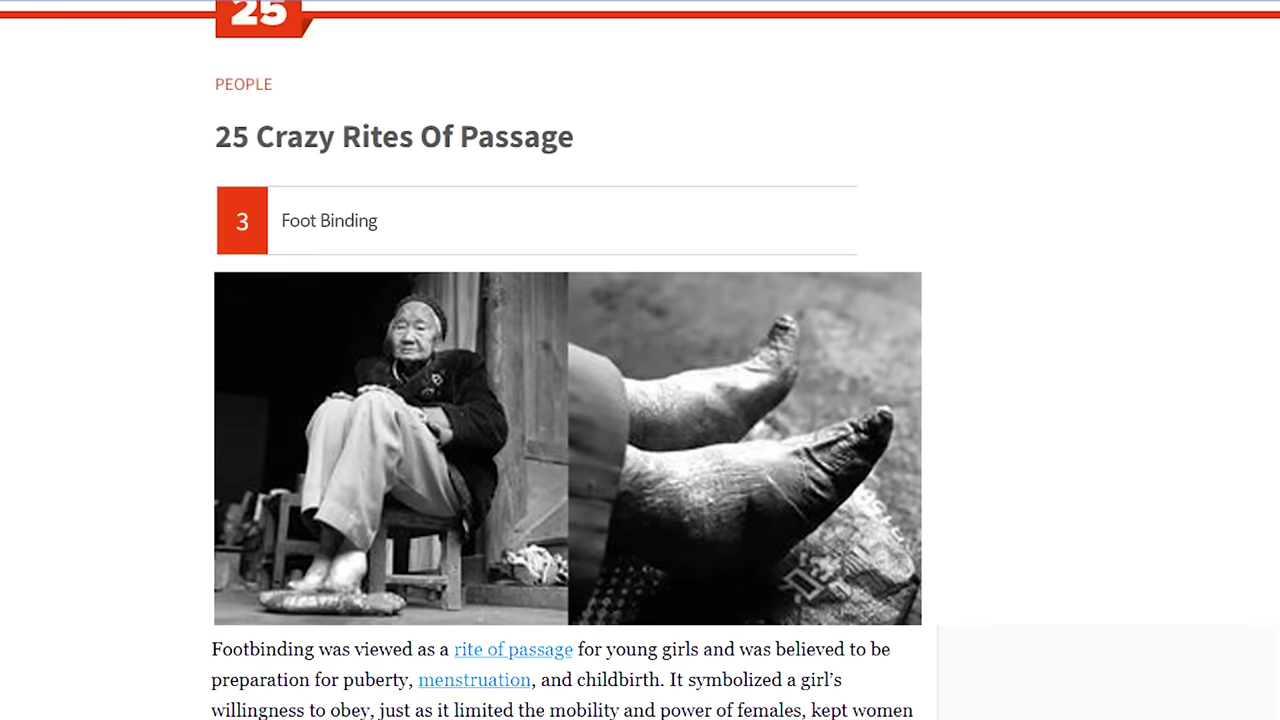 25
PEOPLE
25 Crazy Rites Of Passage
3
Foot Binding
Footbinding was viewed as a rite of passage for young girls and was believed to be
preparation for puberty, menstruation, and childbirth. It symbolized a girl’s
willingness to obey, just as it limited the mobility and power of females, kept women